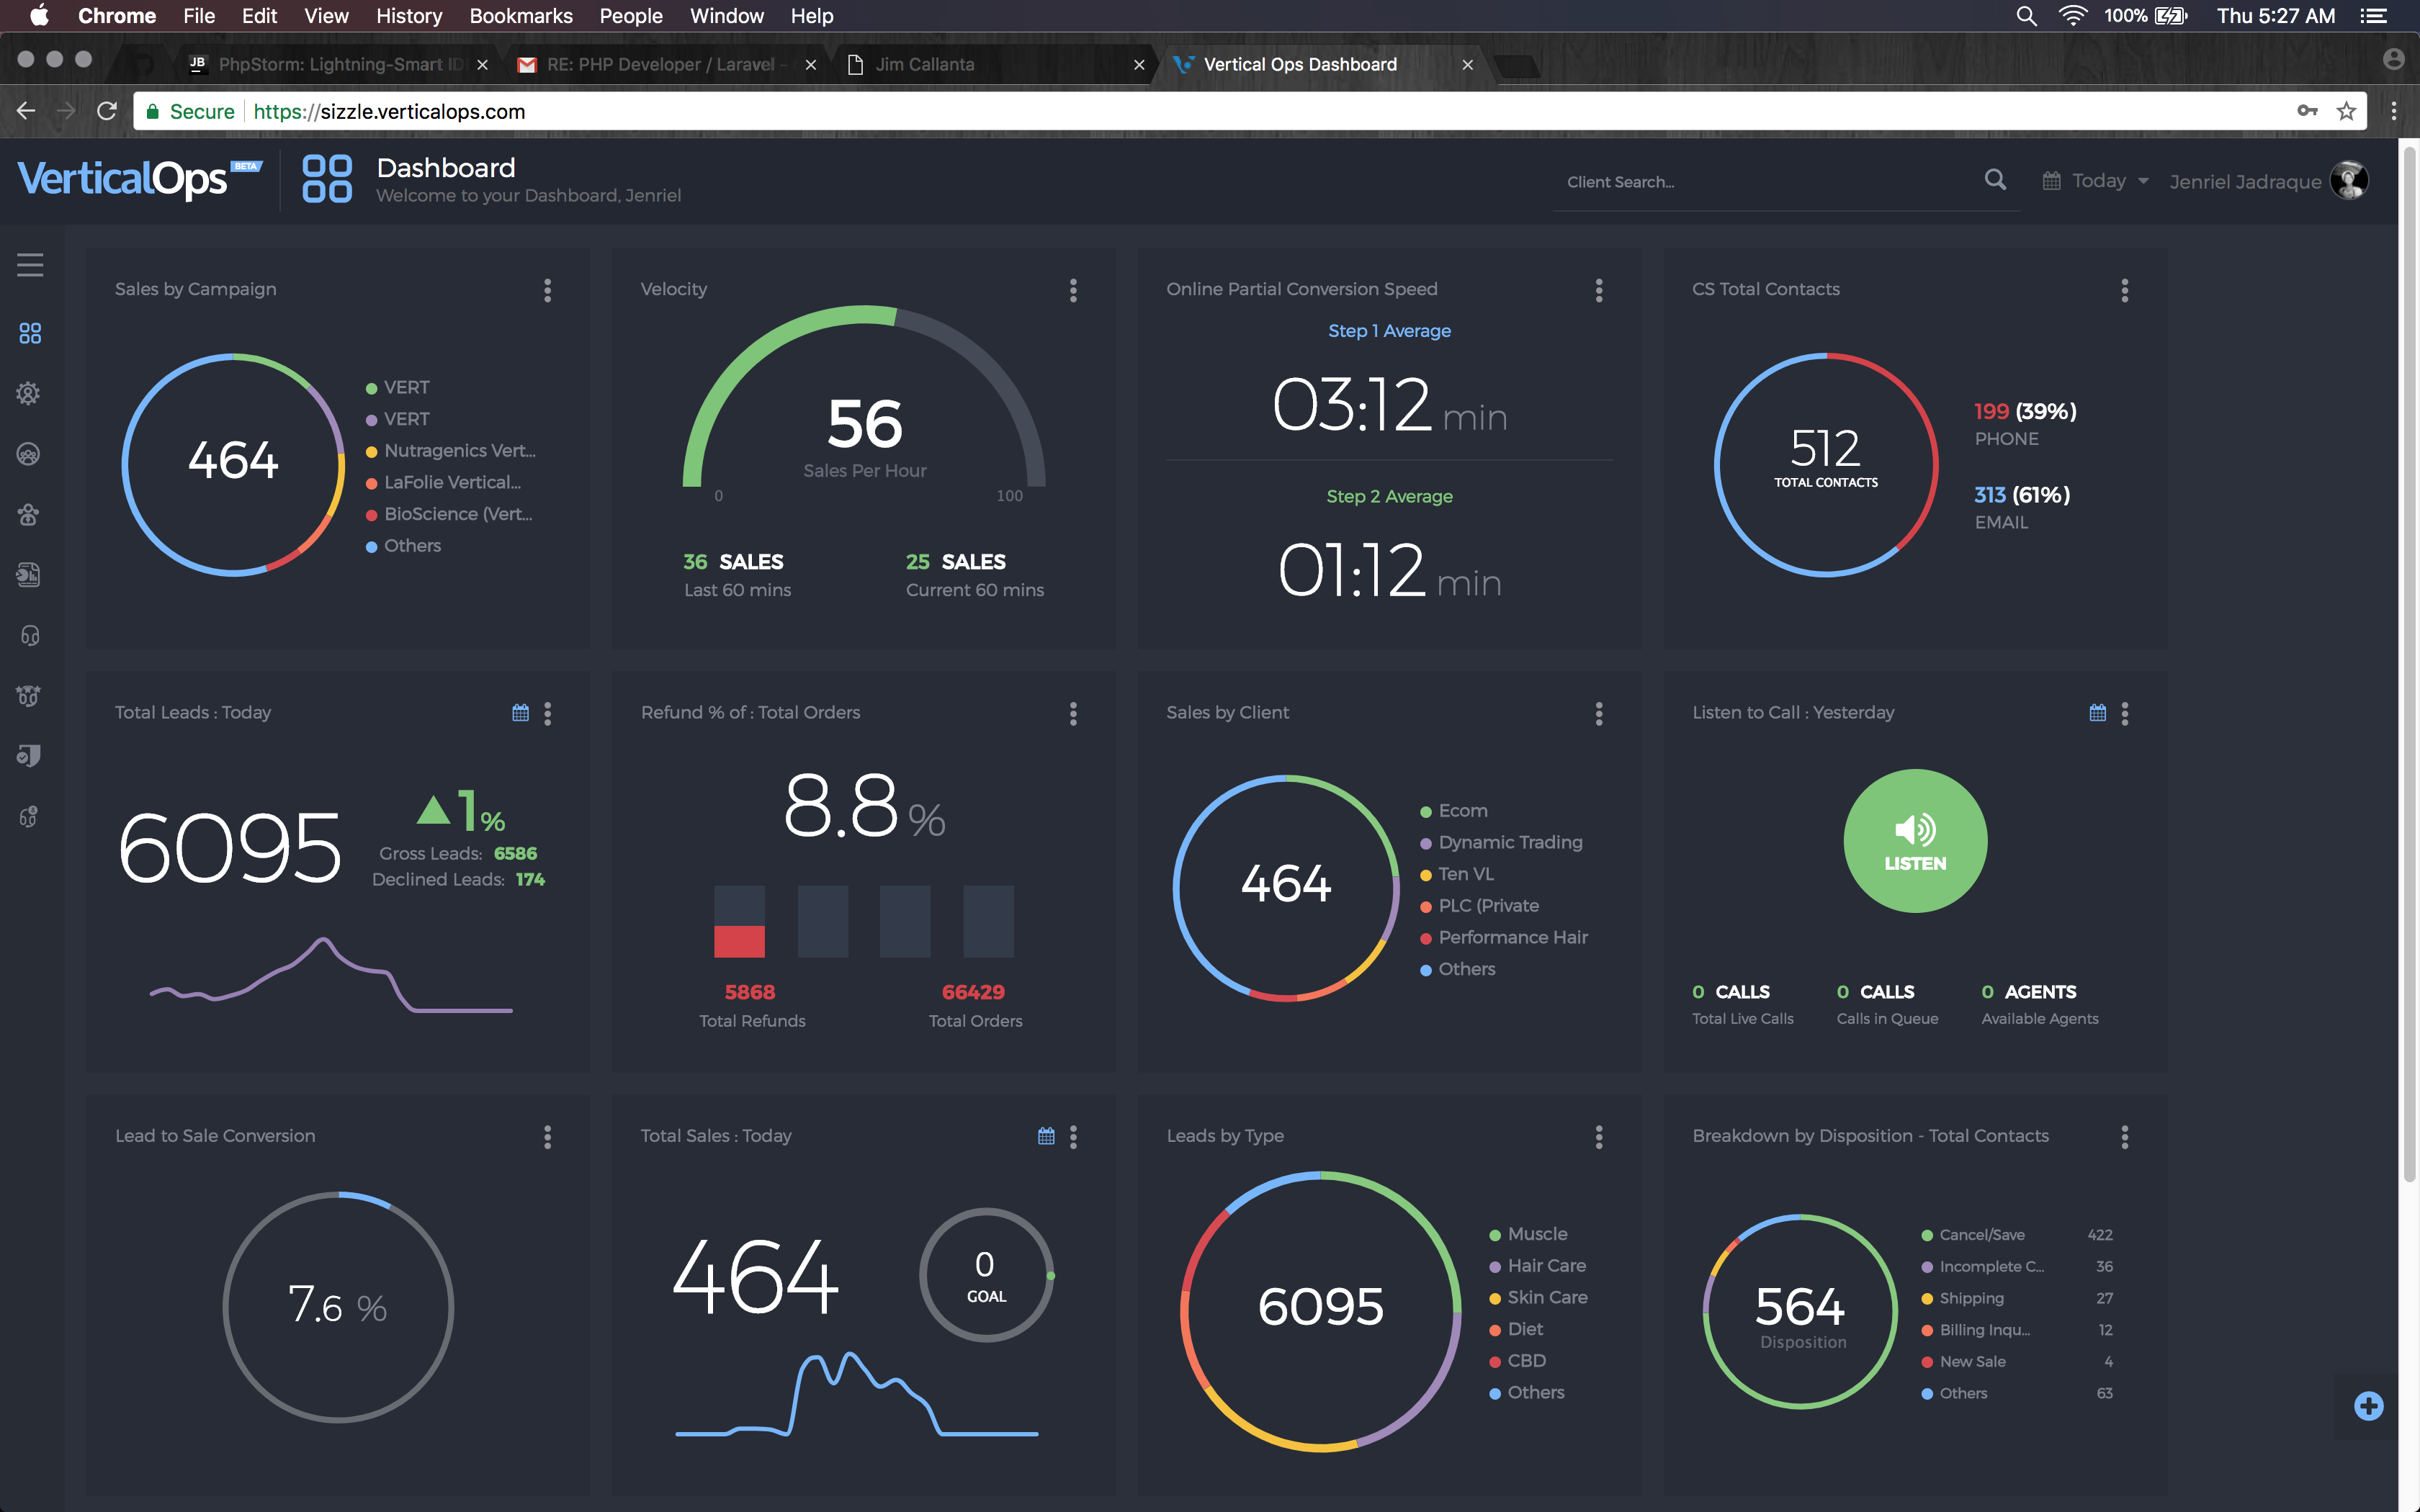 Chrome File Edit View History Bookmarks People Window Help 100% Thu 5:27 AM
JB PhpStorm: Lightning-Smart ID RE: PHP Developer / Laravel - Jim Callanta Vertical Ops Dashboard
Secure https://sizzle.verticalops.com
VerticalOps BETA
Dashboard
Welcome to your Dashboard, Jenriel
Client Search...
Today
Jenriel Jadraque
Sales by Campaign
464
VERT
VERT
Nutragenics Vert...
LaFolie Vertical...
BioScience (Vert...
Others
Velocity
56
Sales Per Hour
0 100
36 SALES
Last 60 mins
25 SALES
Current 60 mins
Online Partial Conversion Speed
Step 1 Average
03:12 min
Step 2 Average
01:12 min
CS Total Contacts
512
TOTAL CONTACTS
199 (39%)
PHONE
313 (61%)
EMAIL
Total Leads : Today
6095
1%
Gross Leads: 6586
Declined Leads: 174
Refund % of : Total Orders
8.8 %
5868
Total Refunds
66429
Total Orders
Sales by Client
464
Ecom
Dynamic Trading
Ten VL
PLC (Private
Performance Hair
Others
Listen to Call : Yesterday
LISTEN
0 CALLS
Total Live Calls
0 CALLS
Calls in Queue
0 AGENTS
Available Agents
Lead to Sale Conversion
7.6 %
Total Sales : Today
464
0
GOAL
Leads by Type
6095
Muscle
Hair Care
Skin Care
Diet
CBD
Others
Breakdown by Disposition - Total Contacts
564
Disposition
Cancel/Save 422
Incomplete C... 36
Shipping 27
Billing Inqu... 12
New Sale 4
Others 63